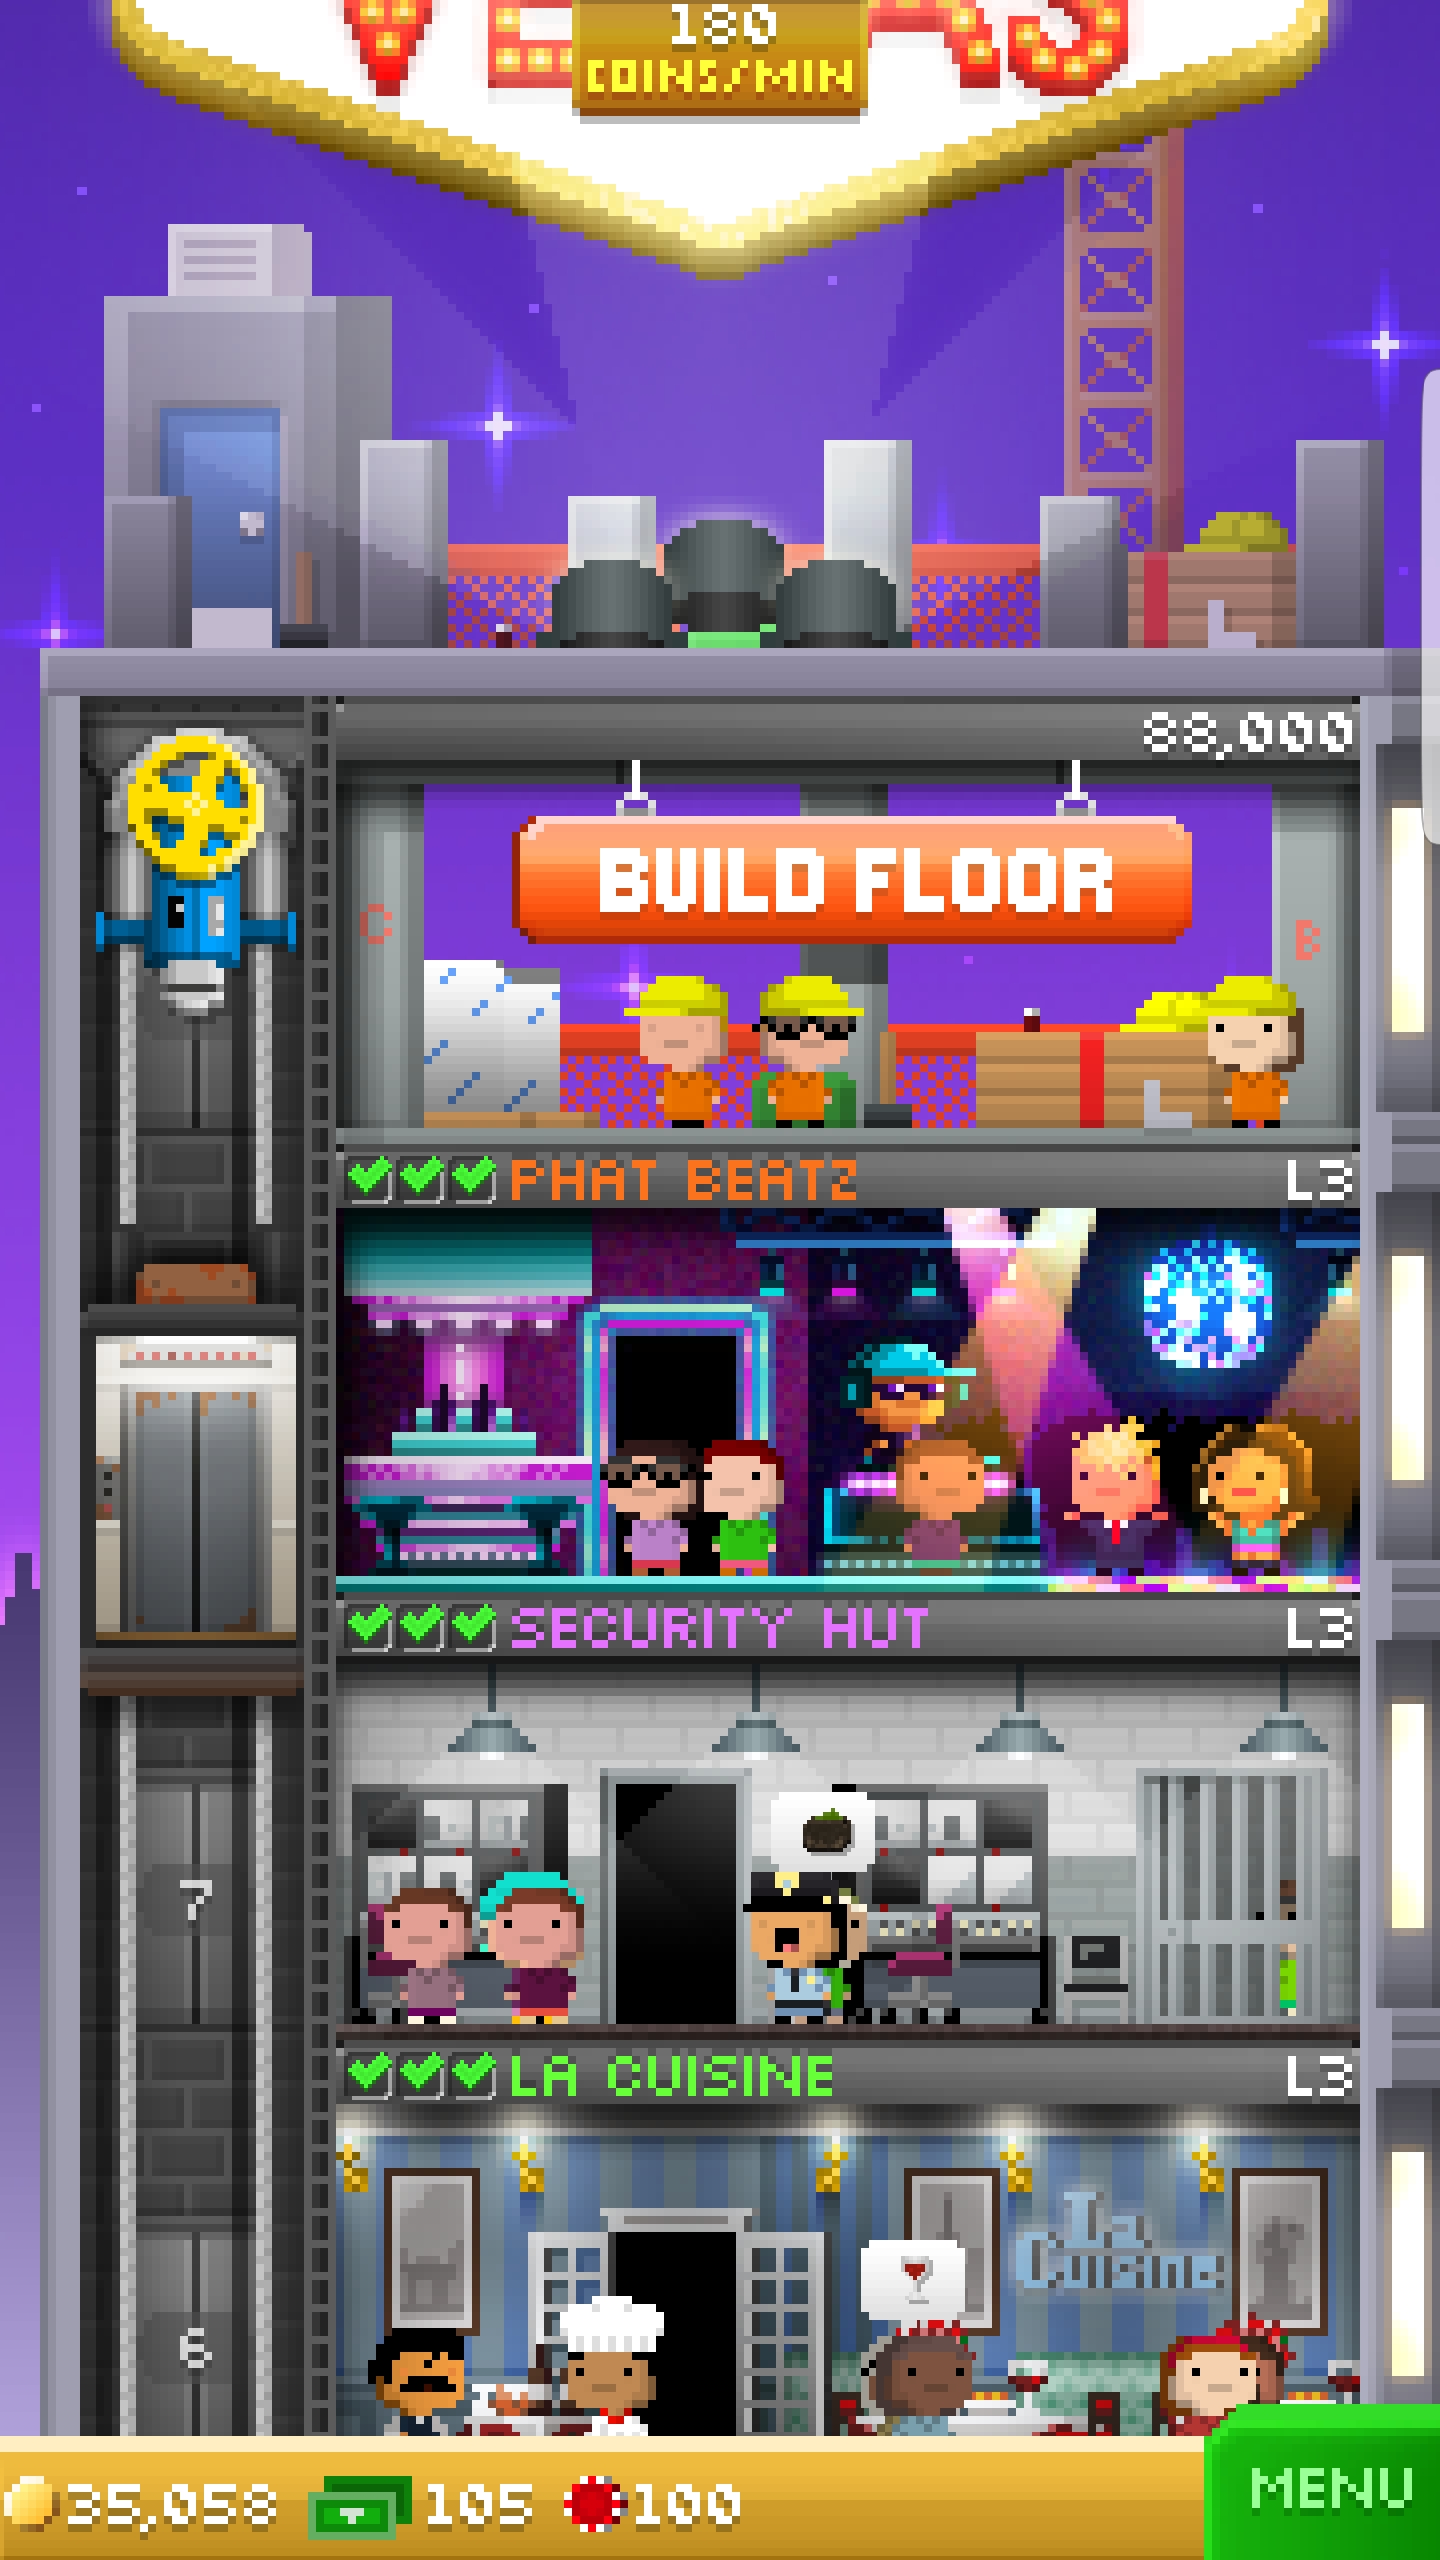 180
COINS/MIN
88,000
BUILD FLOOR
C
B
PHAT BEATZ
L3
SECURITY HUT
L3
7
LA CUISINE
L3
La
Cuisine
6
35,058
105
100
MENU